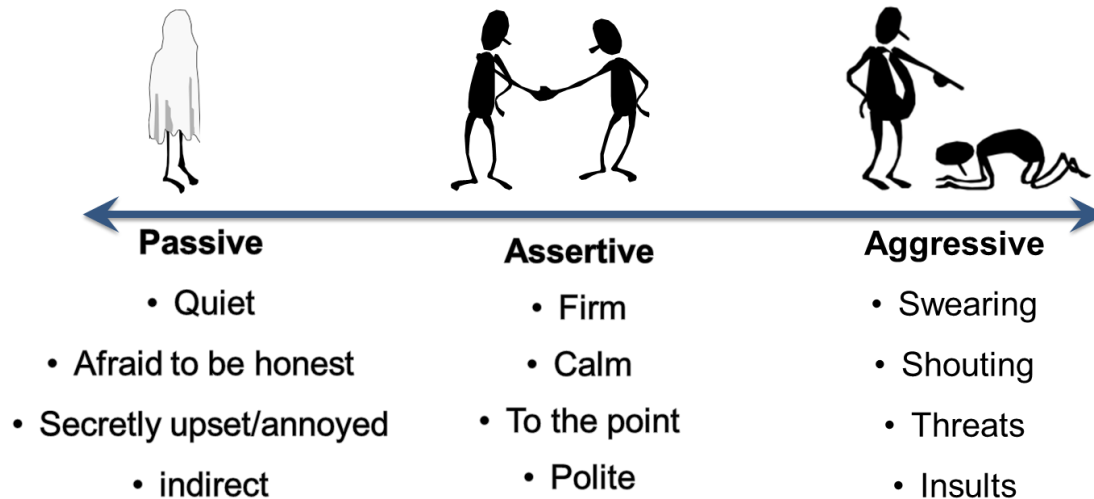 Passive
• Quiet
• Afraid to be honest
• Secretly upset/annoyed
• indirect
Assertive
• Firm
• Calm
• To the point
• Polite
Aggressive
• Swearing
• Shouting
• Threats
• Insults